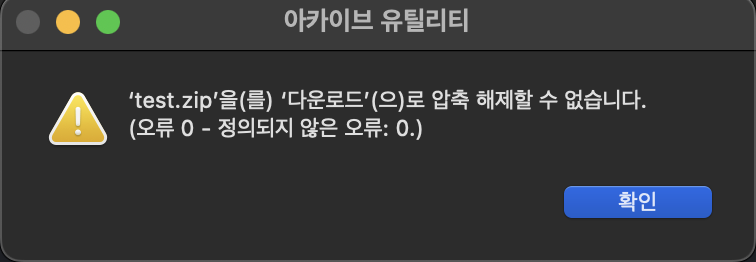 아카이브 유틸리티
‘test.zip’을(를) ‘다운로드’(으)로 압축 해제할 수 없습니다.
(오류 0 - 정의되지 않은 오류: 0.)
확인